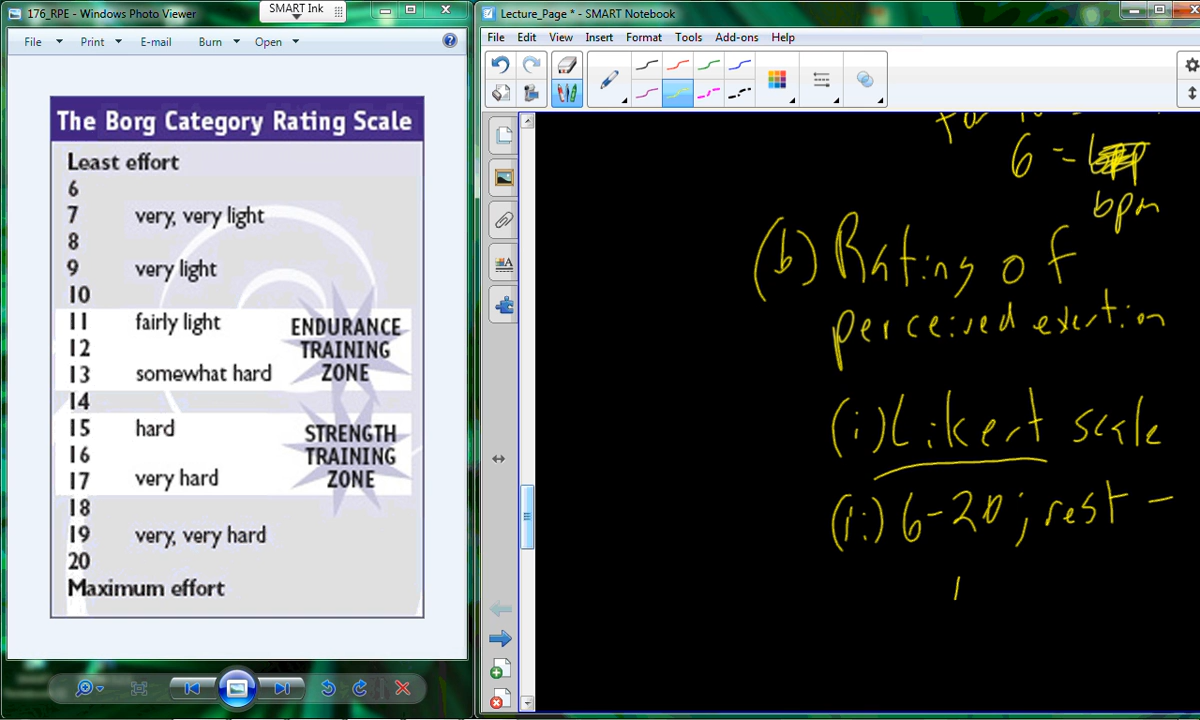 176_RPE - Windows Photo Viewer
SMART Ink
File Print E-mail Burn Open
The Borg Category Rating Scale
Least effort
6
7 very, very light
8
9 very light
10
11 fairly light
12
13 somewhat hard
ENDURANCE
TRAINING
ZONE
14
15 hard
16
17 very hard
STRENGTH
TRAINING
ZONE
18
19 very, very hard
20
Maximum effort
Lecture_Page * - SMART Notebook
File Edit View Insert Format Tools Add-ons Help
6 =
bpm
(b) Rating of
perceived exertion
(i) Likert scale
(ii) 6-20; rest -